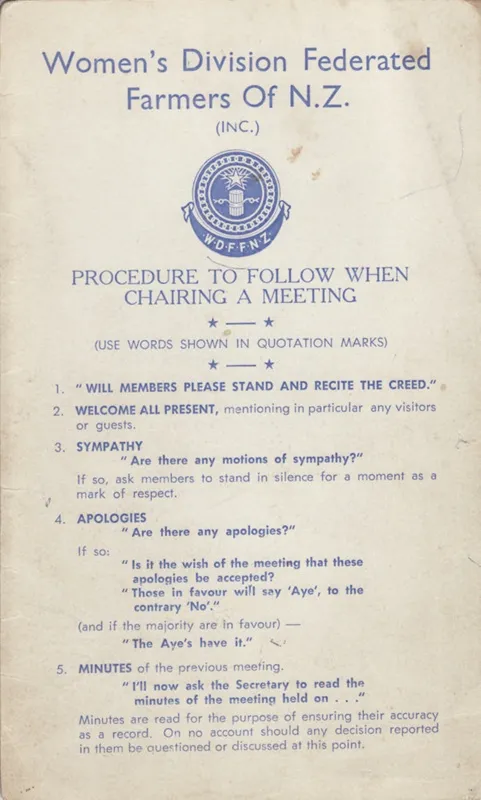 Women's Division Federated
Farmers Of N.Z.
(INC.)
W·D·F·F·N·Z
PROCEDURE TO FOLLOW WHEN
CHAIRING A MEETING
★ — ★
(USE WORDS SHOWN IN QUOTATION MARKS)
★ — ★
1. "WILL MEMBERS PLEASE STAND AND RECITE THE CREED."
2. WELCOME ALL PRESENT, mentioning in particular any visitors
or guests.
3. SYMPATHY
"Are there any motions of sympathy?"
If so, ask members to stand in silence for a moment as a
mark of respect.
4. APOLOGIES
"Are there any apologies?"
If so:
"Is it the wish of the meeting that these
apologies be accepted?
"Those in favour will say 'Aye', to the
contrary 'No'."
(and if the majority are in favour) —
"The Aye's have it."
5. MINUTES of the previous meeting.
"I'll now ask the Secretary to read the
minutes of the meeting held on . . ."
Minutes are read for the purpose of ensuring their accuracy
as a record. On no account should any decision reported
in them be questioned or discussed at this point.